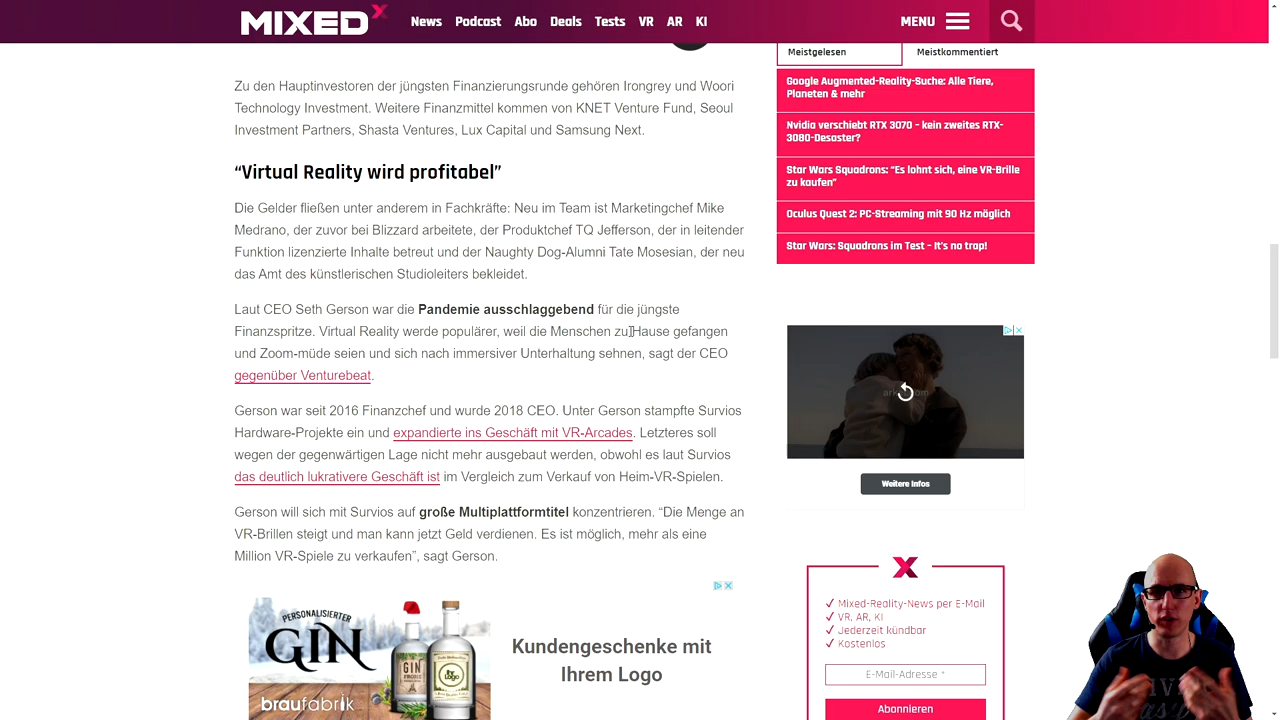 MIXED X
News Podcast Abo Deals Tests VR AR KI
MENU
Zu den Hauptinvestoren der jüngsten Finanzierungsrunde gehören Irongrey und Woori
Technology Investment. Weitere Finanzmittel kommen von KNET Venture Fund, Seoul
Investment Partners, Shasta Ventures, Lux Capital und Samsung Next.
“Virtual Reality wird profitabel”
Die Gelder fließen unter anderem in Fachkräfte: Neu im Team ist Marketingchef Mike
Medrano, der zuvor bei Blizzard arbeitete, der Produktchef TQ Jefferson, der in leitender
Funktion lizenzierte Inhalte betreut und der Naughty Dog-Alumni Tate Mosesian, der neu
das Amt des künstlerischen Studioleiters bekleidet.
Laut CEO Seth Gerson war die Pandemie ausschlaggebend für die jüngste
Finanzspritze. Virtual Reality werde populärer, weil die Menschen zu Hause gefangen
und Zoom-müde seien und sich nach immersiver Unterhaltung sehnen, sagt der CEO
gegenüber Venturebeat.
Gerson war seit 2016 Finanzchef und wurde 2018 CEO. Unter Gerson stampfte Survios
Hardware-Projekte ein und expandierte ins Geschäft mit VR-Arcades. Letzteres soll
wegen der gegenwärtigen Lage nicht mehr ausgebaut werden, obwohl es laut Survios
das deutlich lukrativere Geschäft ist im Vergleich zum Verkauf von Heim-VR-Spielen.
Gerson will sich mit Survios auf große Multiplattformtitel konzentrieren. “Die Menge an
VR-Brillen steigt und man kann jetzt Geld verdienen. Es ist möglich, mehr als eine
Million VR-Spiele zu verkaufen”, sagt Gerson.
PERSONALISIERTER
GIN
braufabrik
Kundengeschenke mit
Ihrem Logo
Meistgelesen
Meistkommentiert
Google Augmented-Reality-Suche: Alle Tiere,
Planeten & mehr
Nvidia verschiebt RTX 3070 – kein zweites RTX-
3080-Desaster?
Star Wars Squadrons: “Es lohnt sich, eine VR-Brille
zu kaufen”
Oculus Quest 2: PC-Streaming mit 90 Hz möglich
Star Wars: Squadrons im Test – It’s no trap!
Weitere Infos
X
✓ Mixed-Reality-News per E-Mail
✓ VR, AR, KI
✓ Jederzeit kündbar
✓ Kostenlos
E-Mail-Adresse *
Abonnieren